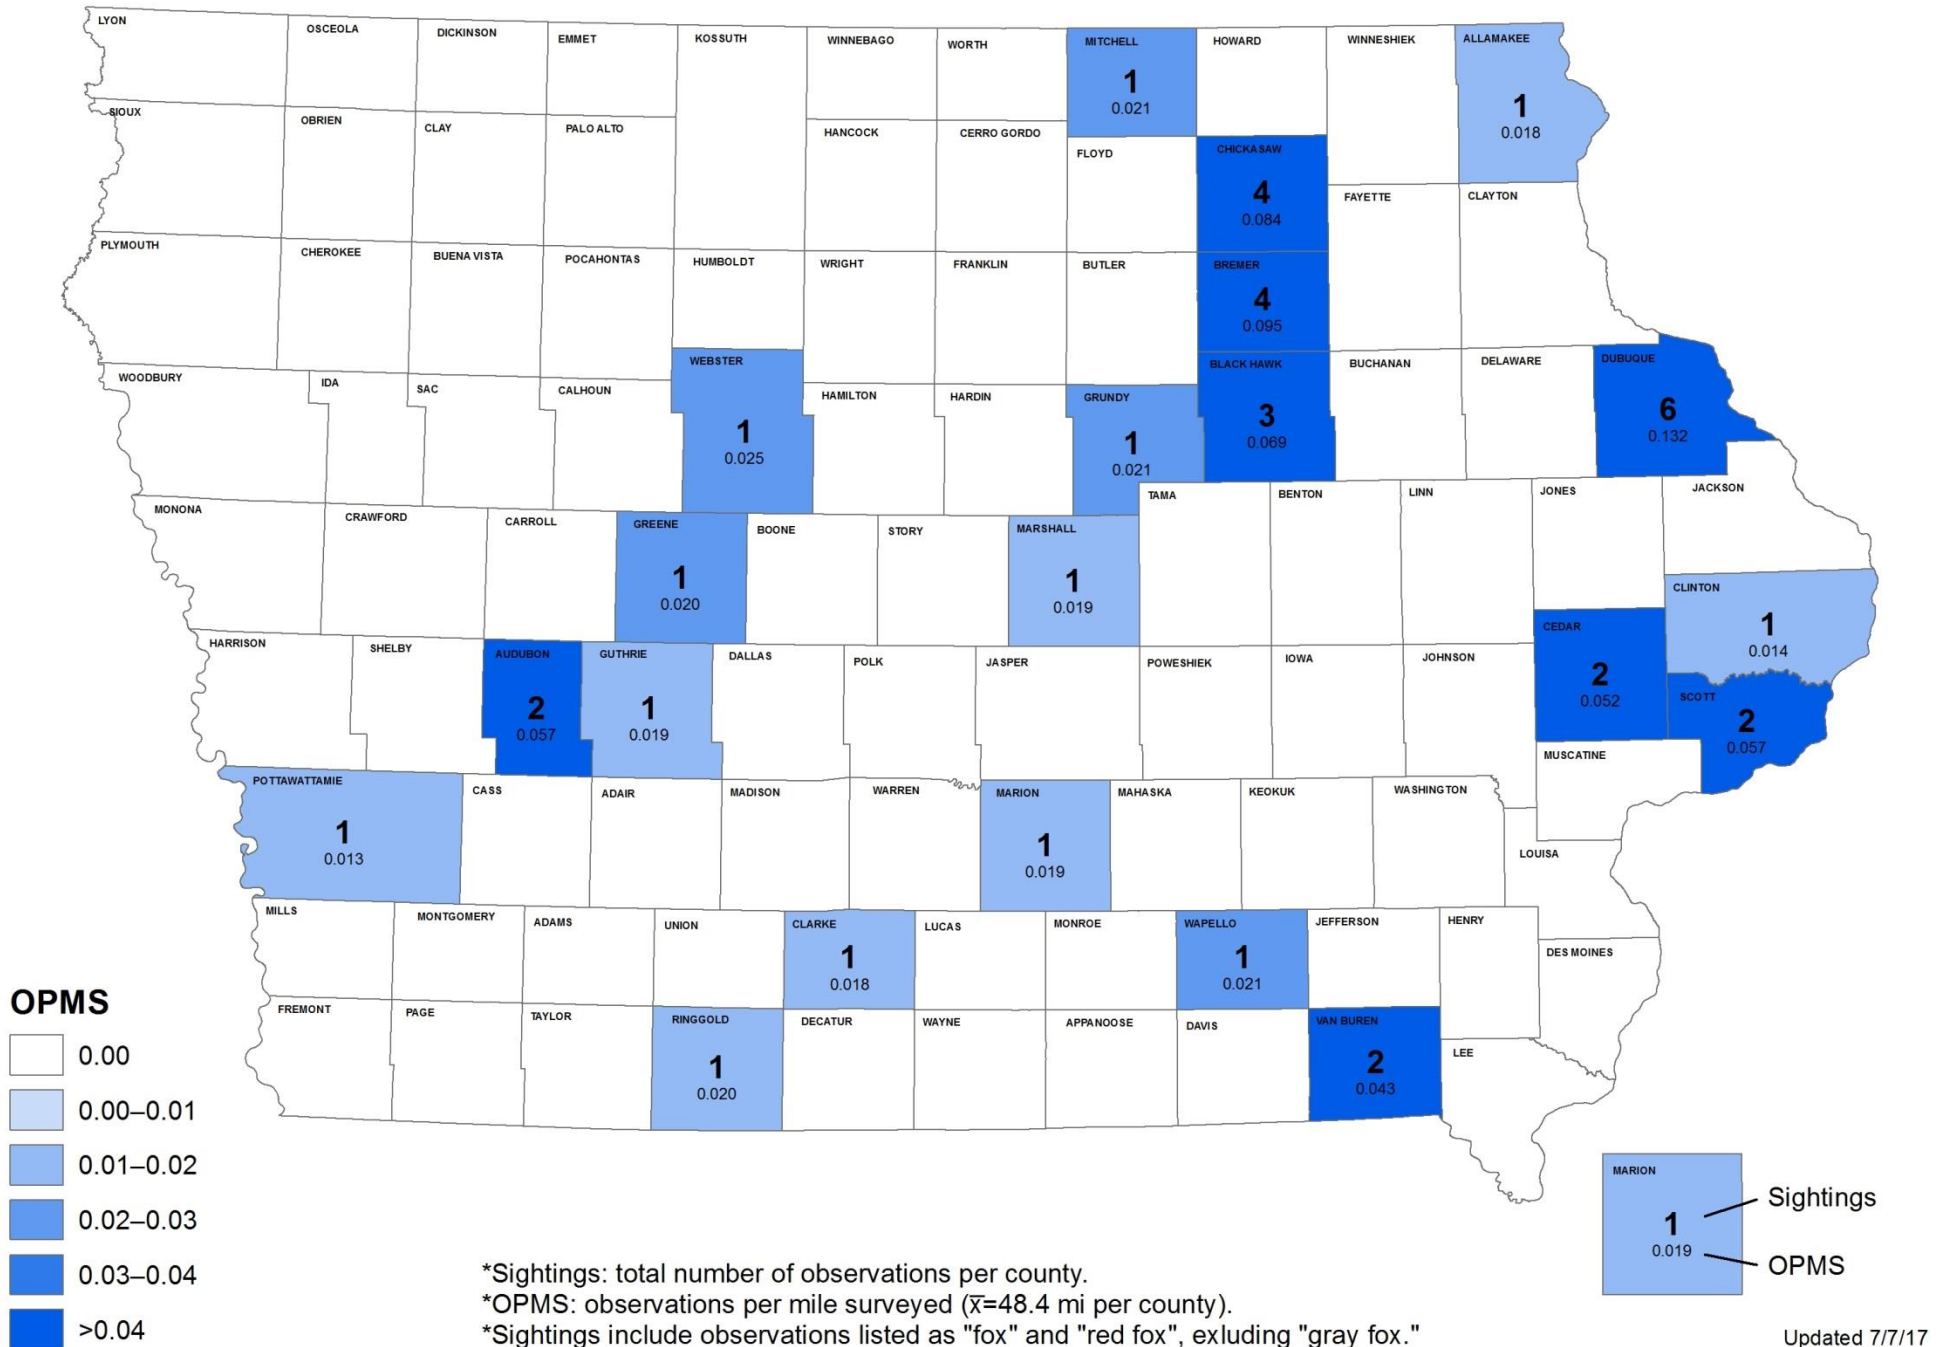 LYON
OSCEOLA
DICKINSON
EMMET
KOSSUTH
WINNEBAGO
WORTH
MITCHELL
1
0.021
HOWARD
WINNESHIEK
ALLAMAKEE
1
0.018
SIOUX
OBRIEN
CLAY
PALO ALTO
HANCOCK
CERRO GORDO
FLOYD
CHICKASAW
4
0.084
FAYETTE
CLAYTON
PLYMOUTH
CHEROKEE
BUENA VISTA
POCAHONTAS
HUMBOLDT
WRIGHT
FRANKLIN
BUTLER
BREMER
4
0.095
WOODBURY
IDA
SAC
CALHOUN
WEBSTER
1
0.025
HAMILTON
HARDIN
GRUNDY
1
0.021
BLACK HAWK
3
0.069
BUCHANAN
DELAWARE
DUBUQUE
6
0.132
MONONA
CRAWFORD
CARROLL
GREENE
1
0.020
BOONE
STORY
MARSHALL
1
0.019
TAMA
BENTON
LINN
JONES
JACKSON
CLINTON
1
0.014
HARRISON
SHELBY
AUDUBON
2
0.057
GUTHRIE
1
0.019
DALLAS
POLK
JASPER
POWESHIEK
IOWA
JOHNSON
CEDAR
2
0.052
SCOTT
2
0.057
MUSCATINE
POTTAWATTAMIE
1
0.013
CASS
ADAIR
MADISON
WARREN
MARION
1
0.019
MAHASKA
KEOKUK
WASHINGTON
LOUISA
MILLS
MONTGOMERY
ADAMS
UNION
CLARKE
1
0.018
LUCAS
MONROE
WAPELLO
1
0.021
JEFFERSON
HENRY
DES MOINES
FREMONT
PAGE
TAYLOR
RINGGOLD
1
0.020
DECATUR
WAYNE
APPANOOSE
DAVIS
VAN BUREN
2
0.043
LEE
OPMS
0.00
0.00–0.01
0.01–0.02
0.02–0.03
0.03–0.04
>0.04
MARION
1
0.019
Sightings
OPMS
*Sightings: total number of observations per county.
*OPMS: observations per mile surveyed (x̅=48.4 mi per county).
*Sightings include observations listed as "fox" and "red fox", exluding "gray fox."
Updated 7/7/17